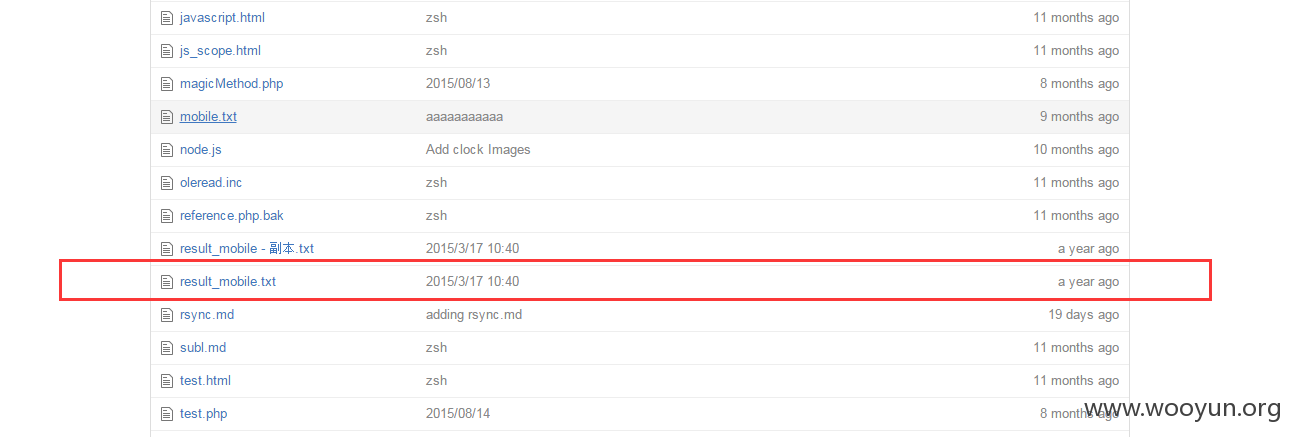 javascript.html zsh 11 months ago
js_scope.html zsh 11 months ago
magicMethod.php 2015/08/13 8 months ago
mobile.txt aaaaaaaaaaa 9 months ago
node.js Add clock Images 10 months ago
oleread.inc zsh 11 months ago
reference.php.bak zsh 11 months ago
result_mobile - 副本.txt 2015/3/17 10:40 a year ago
result_mobile.txt 2015/3/17 10:40 a year ago
rsync.md adding rsync.md 19 days ago
subl.md zsh 11 months ago
test.html zsh 11 months ago
test.php 2015/08/14 8 months ago
www.wooyun.org